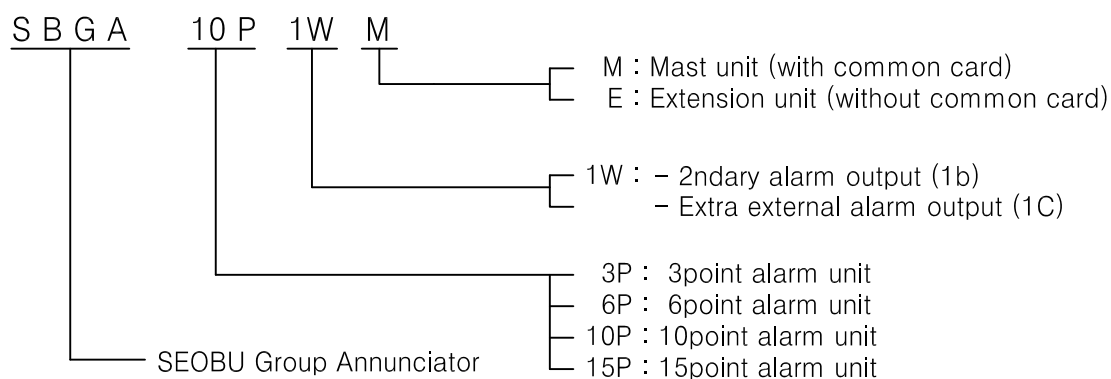 S B G A 10 P 1W M
M : Mast unit (with common card)
E : Extension unit (without common card)
1W : - 2ndary alarm output (1b)
- Extra external alarm output (1C)
3P : 3point alarm unit
6P : 6point alarm unit
10P : 10point alarm unit
15P : 15point alarm unit
SEOBU Group Annunciator